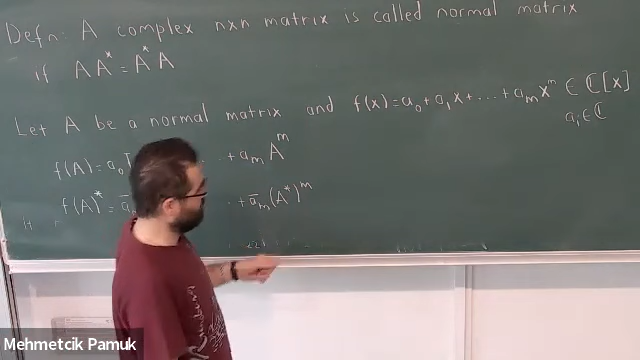 Defn: A complex nxn matrix is called normal matrix
if AA* = A*A
Let A be a normal matrix and f(x)=a₀+a₁x+...+aₘxᵐ ∈ ℂ[x]
aᵢ∈ℂ
f(A)=a₀I .. +aₘAᵐ
f(A)*= +āₘ(A*)ᵐ
Mehmetcik Pamuk